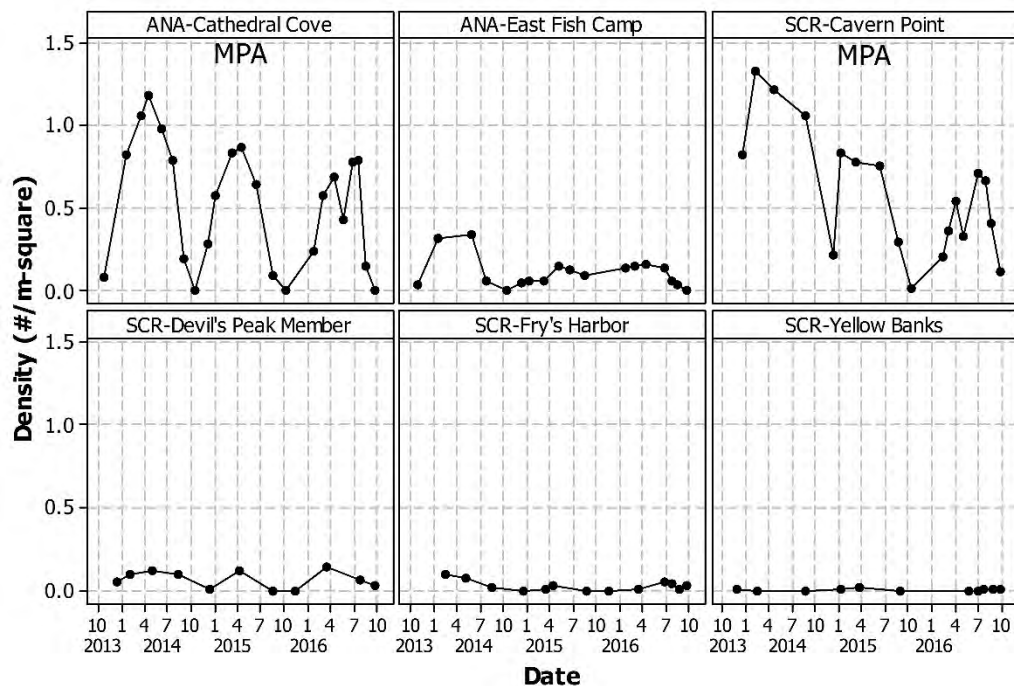 ANA-Cathedral Cove ANA-East Fish Camp SCR-Cavern Point
MPA MPA
1.5
1.0
0.5
0.0
Density (#/m-square)
SCR-Devil's Peak Member SCR-Fry's Harbor SCR-Yellow Banks
1.5
1.0
0.5
0.0
10 1 4 7 10 1 4 7 10 1 4 7 10 10 1 4 7 10 1 4 7 10 1 4 7 10 10 1 4 7 10 1 4 7 10 1 4 7 10
2013 2014 2015 2016 2013 2014 2015 2016 2013 2014 2015 2016
Date